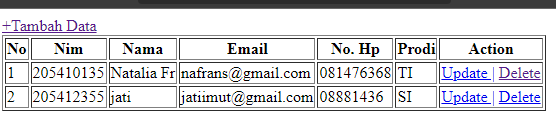 +Tambah Data
No Nim Nama Email No. Hp Prodi Action
1 205410135 Natalia Fr nafrans@gmail.com 081476368 TI Update | Delete
2 205412355 jati jatiimut@gmail.com 08881436 SI Update | Delete